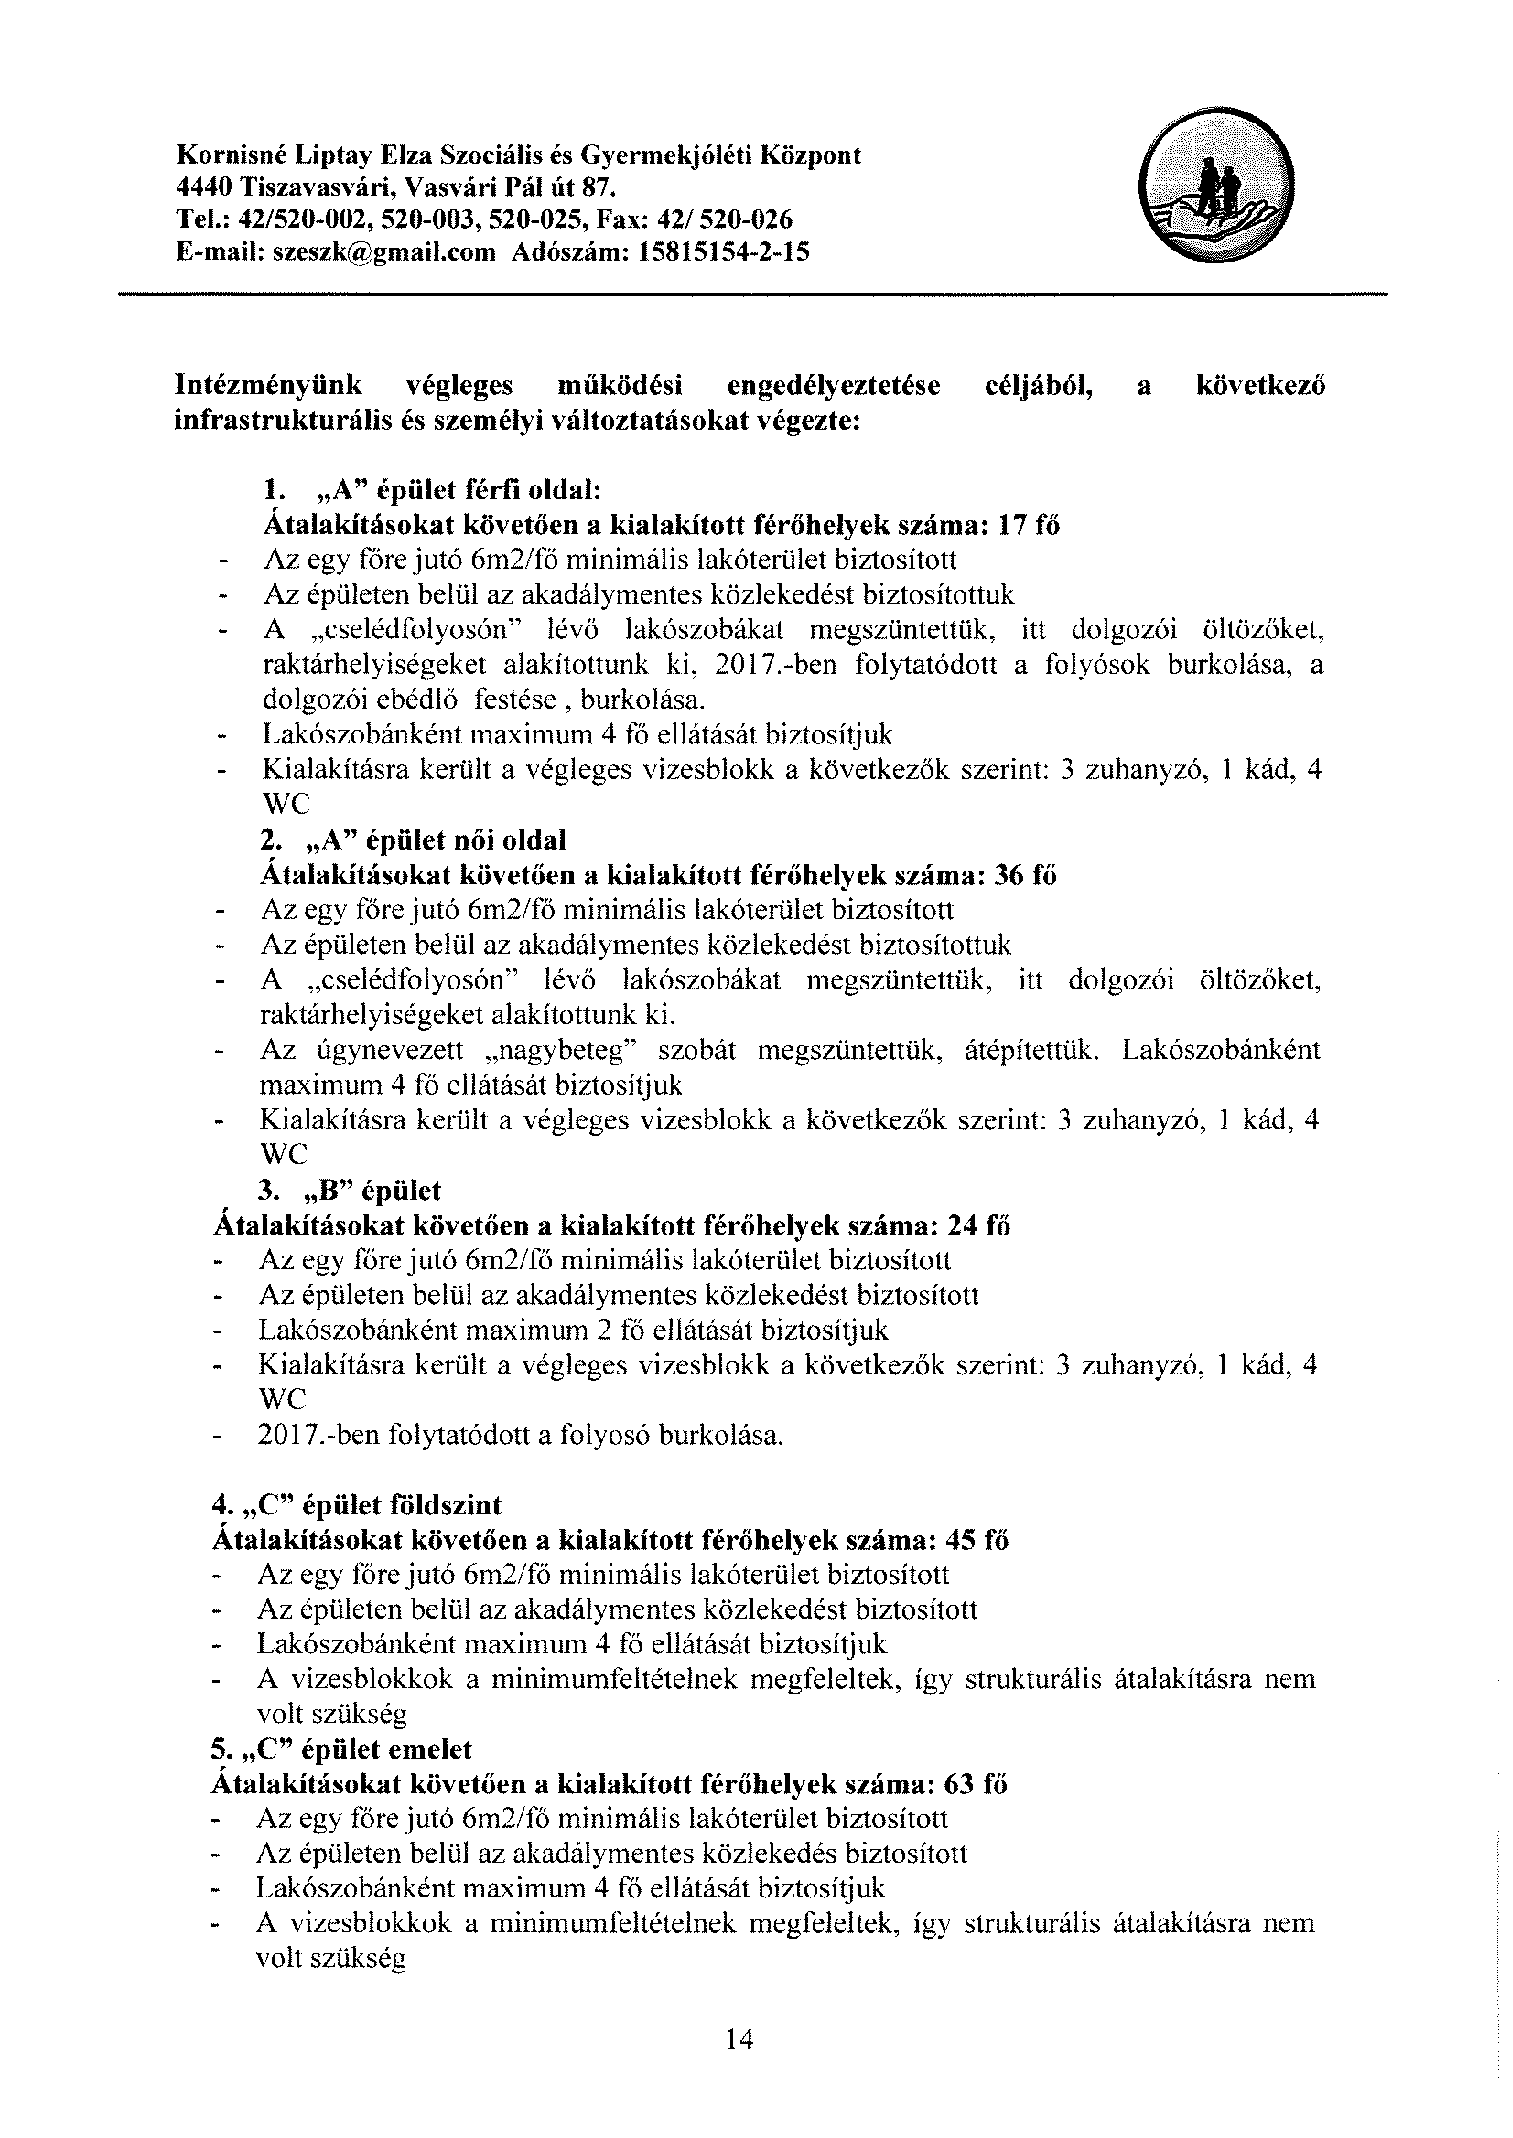 Kornisné Liptay Elza Szociális és Gyermekjóléti Központ
4440 Tiszavasvári, Vasvári Pál út 87.
Tel.: 42/520-002, 520-003, 520-025, Fax: 42/ 520-026
E-mail: szeszk@gmail.com Adószám: 15815154-2-15
Intézményünk végleges működési engedélyeztetése céljából, a következő
infrastrukturális és személyi változtatásokat végezte:
1. „A” épület férfi oldal:
Átalakításokat követően a kialakított férőhelyek száma: 17 fő
- Az egy főre jutó 6m2/fő minimális lakóterület biztosított
- Az épületen belül az akadálymentes közlekedést biztosítottuk
- A „cselédfolyosón” lévő lakószobákat megszüntettük, itt dolgozói öltözőket,
raktárhelyiségeket alakítottunk ki, 2017.-ben folytatódott a folyósok burkolása, a
dolgozói ebédlő festése , burkolása.
- Lakószobánként maximum 4 fő ellátását biztosítjuk
- Kialakításra került a végleges vizesblokk a következők szerint: 3 zuhanyzó, 1 kád, 4
WC
2. „A” épület női oldal
Átalakításokat követően a kialakított férőhelyek száma: 36 fő
- Az egy főre jutó 6m2/fő minimális lakóterület biztosított
- Az épületen belül az akadálymentes közlekedést biztosítottuk
- A „cselédfolyosón” lévő lakószobákat megszüntettük, itt dolgozói öltözőket,
raktárhelyiségeket alakítottunk ki.
- Az úgynevezett „nagybeteg” szobát megszüntettük, átépítettük. Lakószobánként
maximum 4 fő ellátását biztosítjuk
- Kialakításra került a végleges vizesblokk a következők szerint: 3 zuhanyzó, 1 kád, 4
WC
3. „B” épület
Átalakításokat követően a kialakított férőhelyek száma: 24 fő
- Az egy főre jutó 6m2/fő minimális lakóterület biztosított
- Az épületen belül az akadálymentes közlekedést biztosított
- Lakószobánként maximum 2 fő ellátását biztosítjuk
- Kialakításra került a végleges vizesblokk a következők szerint: 3 zuhanyzó, 1 kád, 4
WC
- 2017.-ben folytatódott a folyosó burkolása.
4. „C” épület földszint
Átalakításokat követően a kialakított férőhelyek száma: 45 fő
- Az egy főre jutó 6m2/fő minimális lakóterület biztosított
- Az épületen belül az akadálymentes közlekedést biztosított
- Lakószobánként maximum 4 fő ellátását biztosítjuk
- A vizesblokkok a minimumfeltételnek megfeleltek, így strukturális átalakításra nem
volt szükség
5. „C” épület emelet
Átalakításokat követően a kialakított férőhelyek száma: 63 fő
- Az egy főre jutó 6m2/fő minimális lakóterület biztosított
- Az épületen belül az akadálymentes közlekedés biztosított
- Lakószobánként maximum 4 fő ellátását biztosítjuk
- A vizesblokkok a minimumfeltételnek megfeleltek, így strukturális átalakításra nem
volt szükség
14